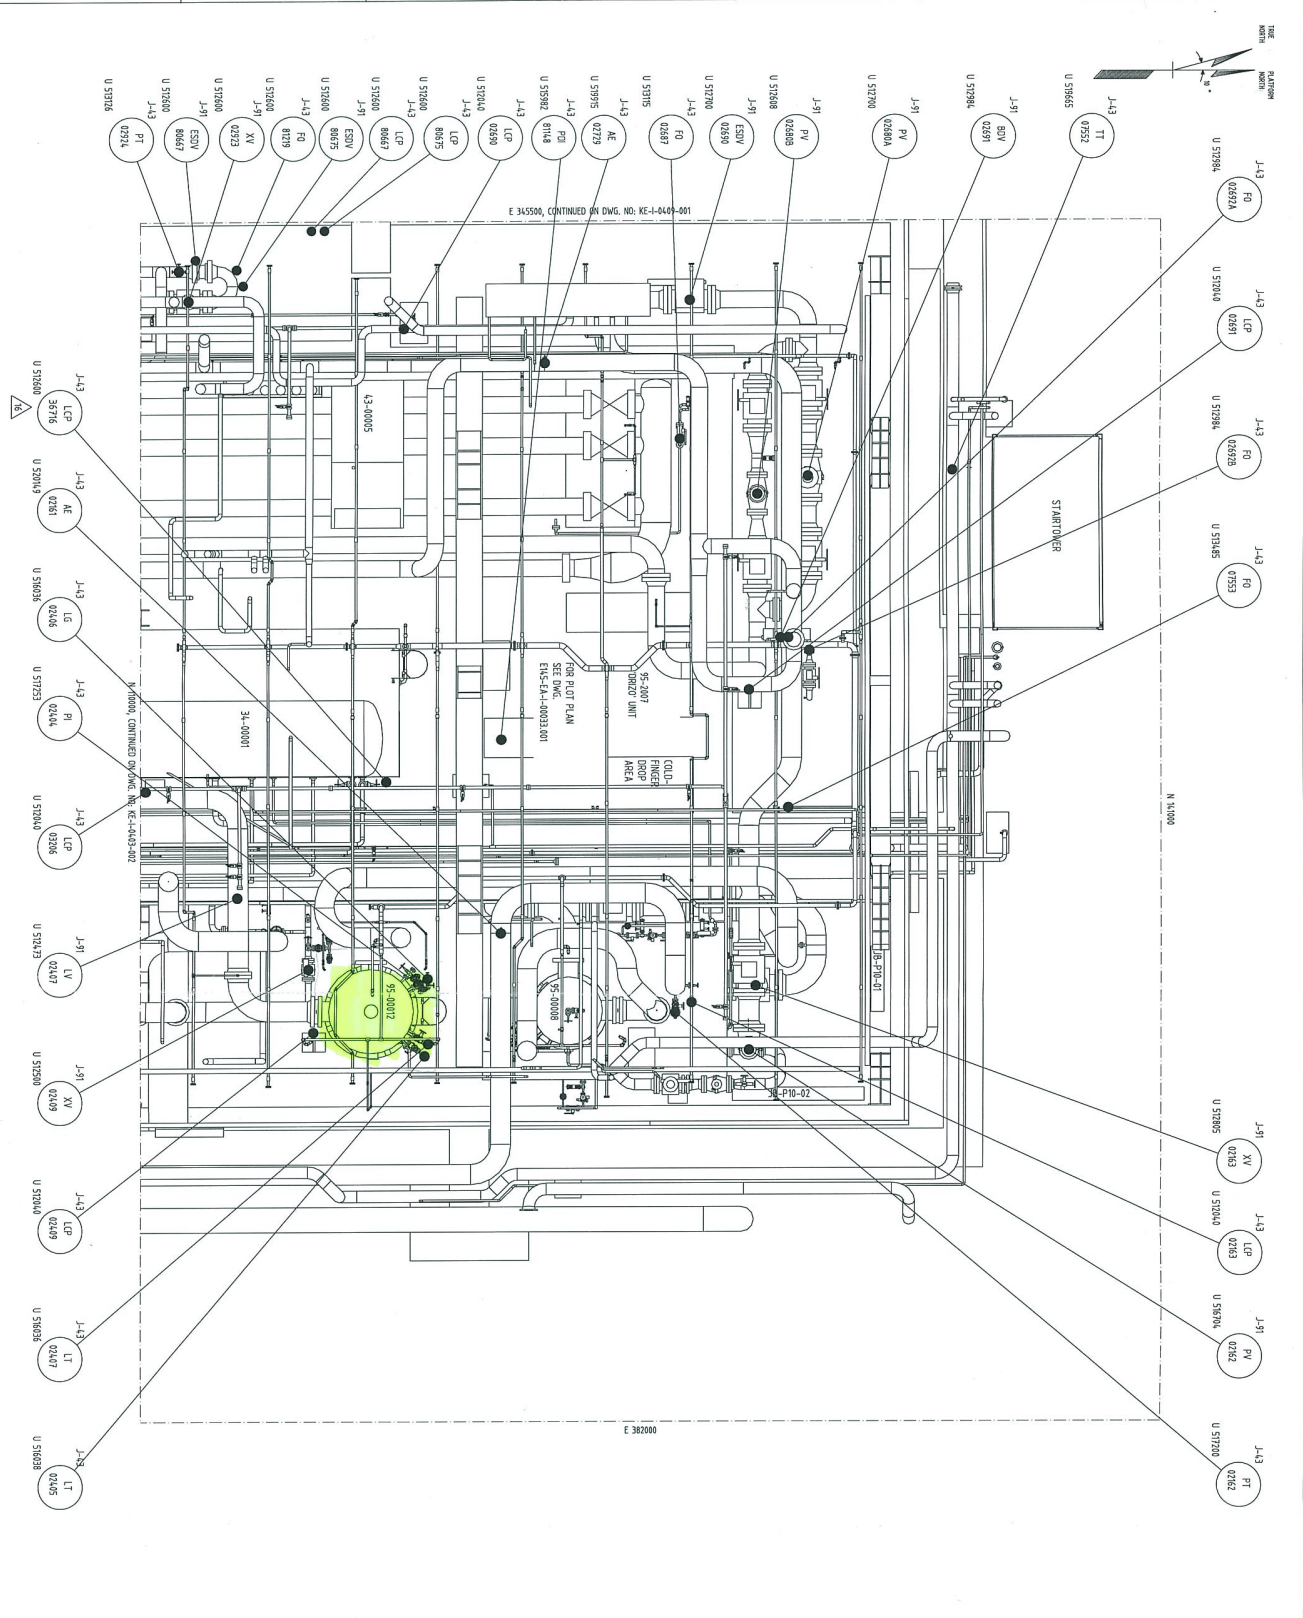 TRUE
NORTH
PLATFORM
NORTH
10 °
J-43
U 513126
PT
02924
J-91
U 512600
ESDV
80667
J-91
U 512600
XV
02923
J-43
U 512600
FO
81219
J-91
U 512600
ESDV
80675
J-43
U 512600
LCP
80667
J-43
U 512600
LCP
80675
J-43
U 512040
LCP
02690
J-43
U 515982
PDI
81148
J-43
U 519915
AE
02729
J-43
U 513115
FO
02687
J-91
U 512700
ESDV
02690
J-91
U 512608
PV
02680B
J-91
U 512700
PV
02680A
J-91
U 512984
BDV
02691
J-43
U 519665
TT
07552
J-43
U 512984
FO
02692A
J-43
U 512040
LCP
02691
J-43
U 512984
FO
02692B
J-43
U 513485
FO
07553
J-91
U 512805
XV
02163
J-43
U 512040
LCP
02163
J-91
U 516704
PV
02162
J-43
U 517200
PT
02162
E 345500, CONTINUED ON DWG. NO: KE-I-0409-001
N 141000
STAIRTOWER
43-00005
34-00001
FOR PLOT PLAN
SEE DWG.
E145-EA-I-00033.001
95-2007
'DRIZO' UNIT
COLD-
FINGER
DROP
AREA
N 110000, CONTINUED ON DWG. NO: KE-I-0403-002
JB-P10-01
95-00012
95-00008
JB-P10-02
E 382000
16
J-43
U 512600
LCP
36716
J-43
U 520149
AE
02161
J-43
U 516036
LG
02406
J-43
U 517253
PI
02404
J-43
U 512040
LCP
03206
J-91
U 512473
LV
02407
J-91
U 512500
XV
02409
J-43
U 512040
LCP
02409
J-43
U 516036
LT
02407
J-43
U 516038
LT
02405